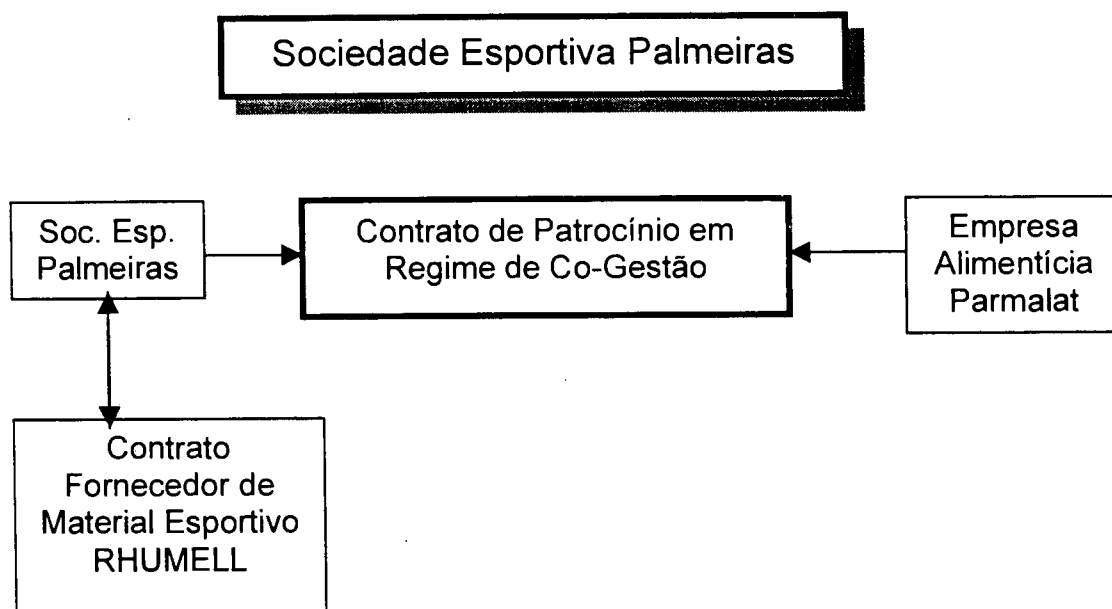 Sociedade Esportiva Palmeiras
Soc. Esp.
Palmeiras
Contrato de Patrocínio em
Regime de Co-Gestão
Empresa
Alimentícia
Parmalat
Contrato
Fornecedor de
Material Esportivo
RHUMELL